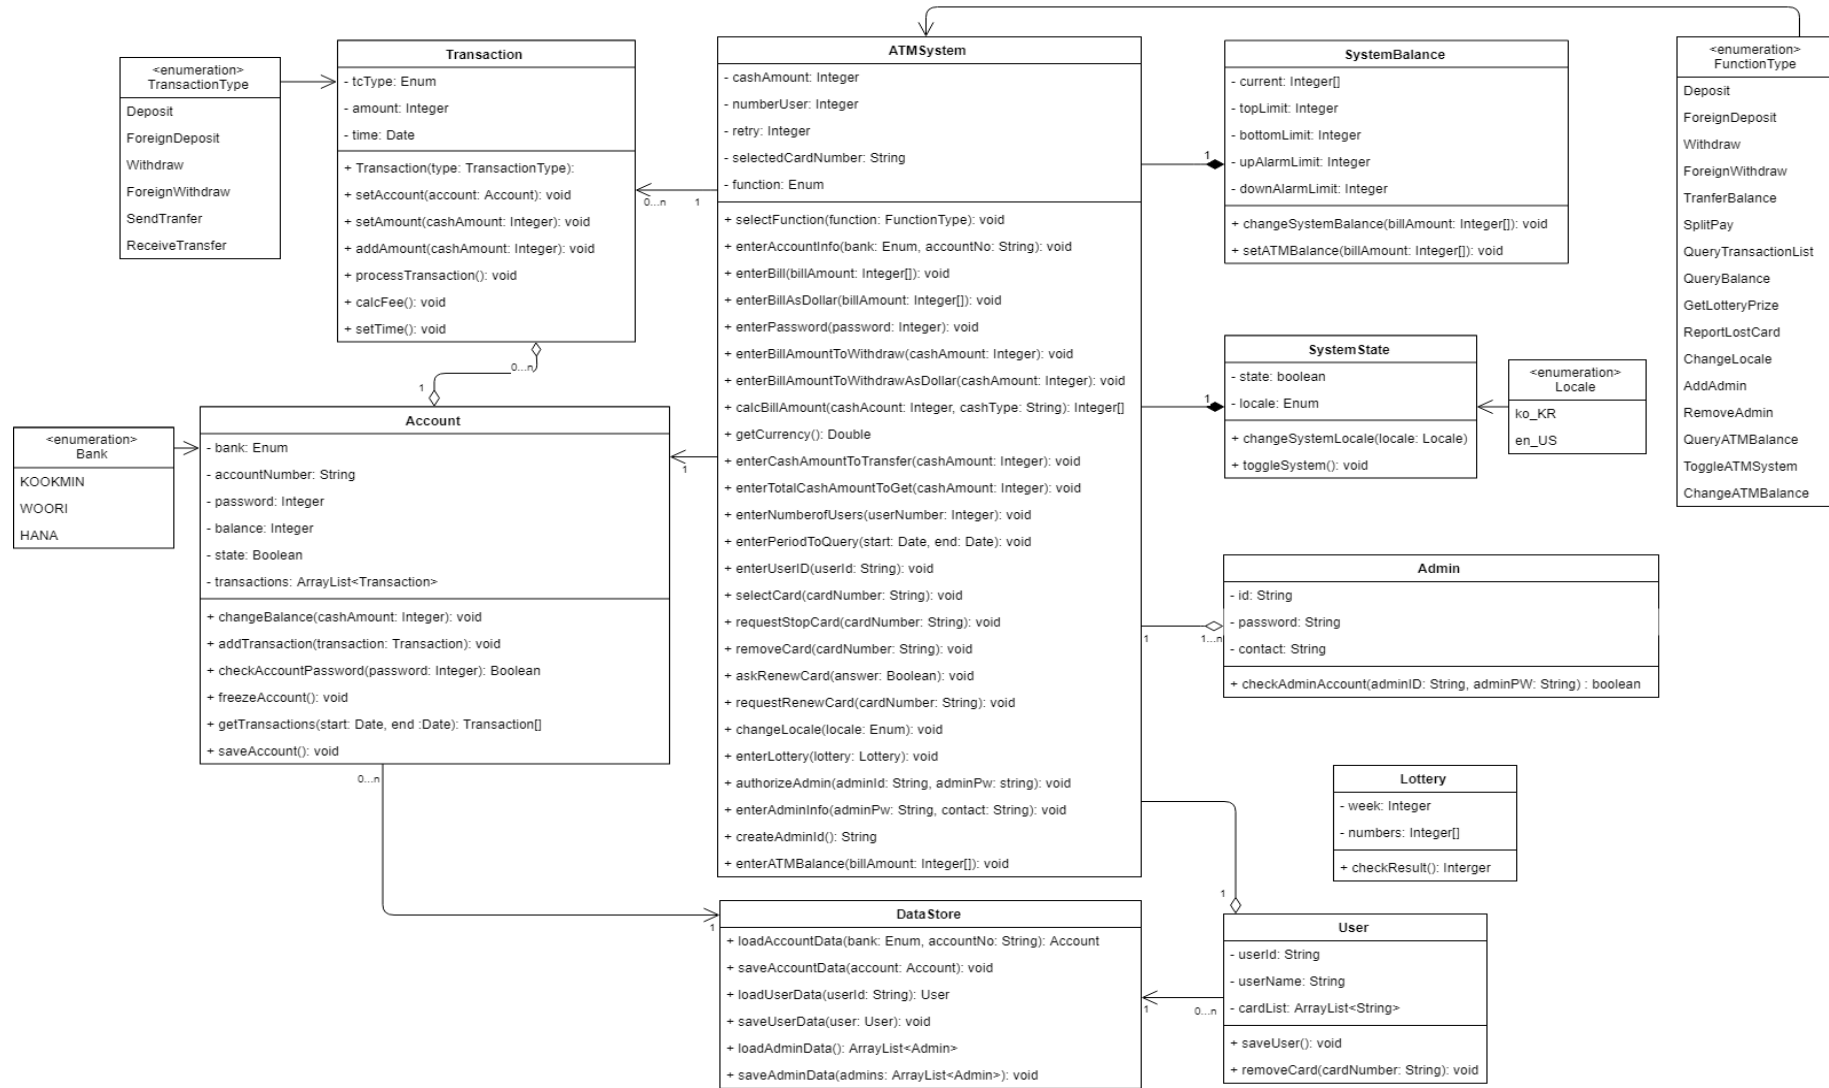 <enumeration>
TransactionType
Deposit
ForeignDeposit
Withdraw
ForeignWithdraw
SendTranfer
ReceiveTransfer
Transaction
- tcType: Enum
- amount: Integer
- time: Date
+ Transaction(type: TransactionType):
+ setAccount(account: Account): void
+ setAmount(cashAmount: Integer): void
+ addAmount(cashAmount: Integer): void
+ processTransaction(): void
+ calcFee(): void
+ setTime(): void
0...n
1
0...n
1
ATMSystem
- cashAmount: Integer
- numberUser: Integer
- retry: Integer
- selectedCardNumber: String
- function: Enum
+ selectFunction(function: FunctionType): void
+ enterAccountInfo(bank: Enum, accountNo: String): void
+ enterBill(billAmount: Integer[]): void
+ enterBillAsDollar(billAmount: Integer[]): void
+ enterPassword(password: Integer): void
+ enterBillAmountToWithdraw(cashAmount: Integer): void
+ enterBillAmountToWithdrawAsDollar(cashAmount: Integer): void
+ calcBillAmount(cashAcount: Integer, cashType: String): Integer[]
+ getCurrency(): Double
+ enterCashAmountToTransfer(cashAmount: Integer): void
+ enterTotalCashAmountToGet(cashAmount: Integer): void
+ enterNumberofUsers(userNumber: Integer): void
+ enterPeriodToQuery(start: Date, end: Date): void
+ enterUserID(userId: String): void
+ selectCard(cardNumber: String): void
+ requestStopCard(cardNumber: String): void
+ removeCard(cardNumber: String): void
+ askRenewCard(answer: Boolean): void
+ requestRenewCard(cardNumber: String): void
+ changeLocale(locale: Enum): void
+ enterLottery(lottery: Lottery): void
+ authorizeAdmin(adminId: String, adminPw: string): void
+ enterAdminInfo(adminPw: String, contact: String): void
+ createAdminId(): String
+ enterATMBalance(billAmount: Integer[]): void
1
SystemBalance
- current: Integer[]
- topLimit: Integer
- bottomLimit: Integer
- upAlarmLimit: Integer
- downAlarmLimit: Integer
+ changeSystemBalance(billAmount: Integer[]): void
+ setATMBalance(billAmount: Integer[]): void
<enumeration>
FunctionType
Deposit
ForeignDeposit
Withdraw
ForeignWithdraw
TranferBalance
SplitPay
QueryTransactionList
QueryBalance
GetLotteryPrize
ReportLostCard
ChangeLocale
AddAdmin
RemoveAdmin
QueryATMBalance
ToggleATMSystem
ChangeATMBalance
1
SystemState
- state: boolean
- locale: Enum
+ changeSystemLocale(locale: Locale)
+ toggleSystem(): void
<enumeration>
Locale
ko_KR
en_US
<enumeration>
Bank
KOOKMIN
WOORI
HANA
Account
- bank: Enum
- accountNumber: String
- password: Integer
- balance: Integer
- state: Boolean
- transactions: ArrayList<Transaction>
+ changeBalance(cashAmount: Integer): void
+ addTransaction(transaction: Transaction): void
+ checkAccountPassword(password: Integer): Boolean
+ freezeAccount(): void
+ getTransactions(start: Date, end :Date): Transaction[]
+ saveAccount(): void
1
0...n
1
1
1...n
Admin
- id: String
- password: String
- contact: String
+ checkAdminAccount(adminID: String, adminPW: String) : boolean
Lottery
- week: Integer
- numbers: Integer[]
+ checkResult(): Interger
DataStore
+ loadAccountData(bank: Enum, accountNo: String): Account
+ saveAccountData(account: Account): void
+ loadUserData(userId: String): User
+ saveUserData(user: User): void
+ loadAdminData(): ArrayList<Admin>
+ saveAdminData(admins: ArrayList<Admin>): void
1
0...n
1
User
- userId: String
- userName: String
- cardList: ArrayList<String>
+ saveUser(): void
+ removeCard(cardNumber: String): void